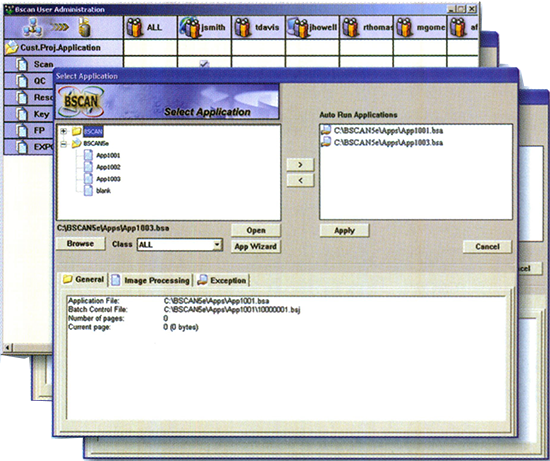 Bscan User Administration
ALL
jsmith
tdavis
jhowell
rthomas
mgome
af
Cust.Proj.Application
Scan
QC
Reso
Key
FP
EXPO
Select Application
BSCAN
Select Application
Auto Run Applications
BSCAN
BSCAN5e
App1001
App1002
App1003
blank
C:\BSCAN5e\Apps\App1001.bsa
C:\BSCAN5e\Apps\App1003.bsa
>
<
C:\BSCAN5e\Apps\App1003.bsa
Open
Apply
Browse
Class
ALL
App Wizard
Cancel
cel
General
Image Processing
Exception
Application File: C:\BSCAN5e\Apps\App1001.bsa
Batch Control File: C:\BSCAN5e\Apps\App1001\10000001.bsj
Number of pages: 0
Current page: 0 (0 bytes)